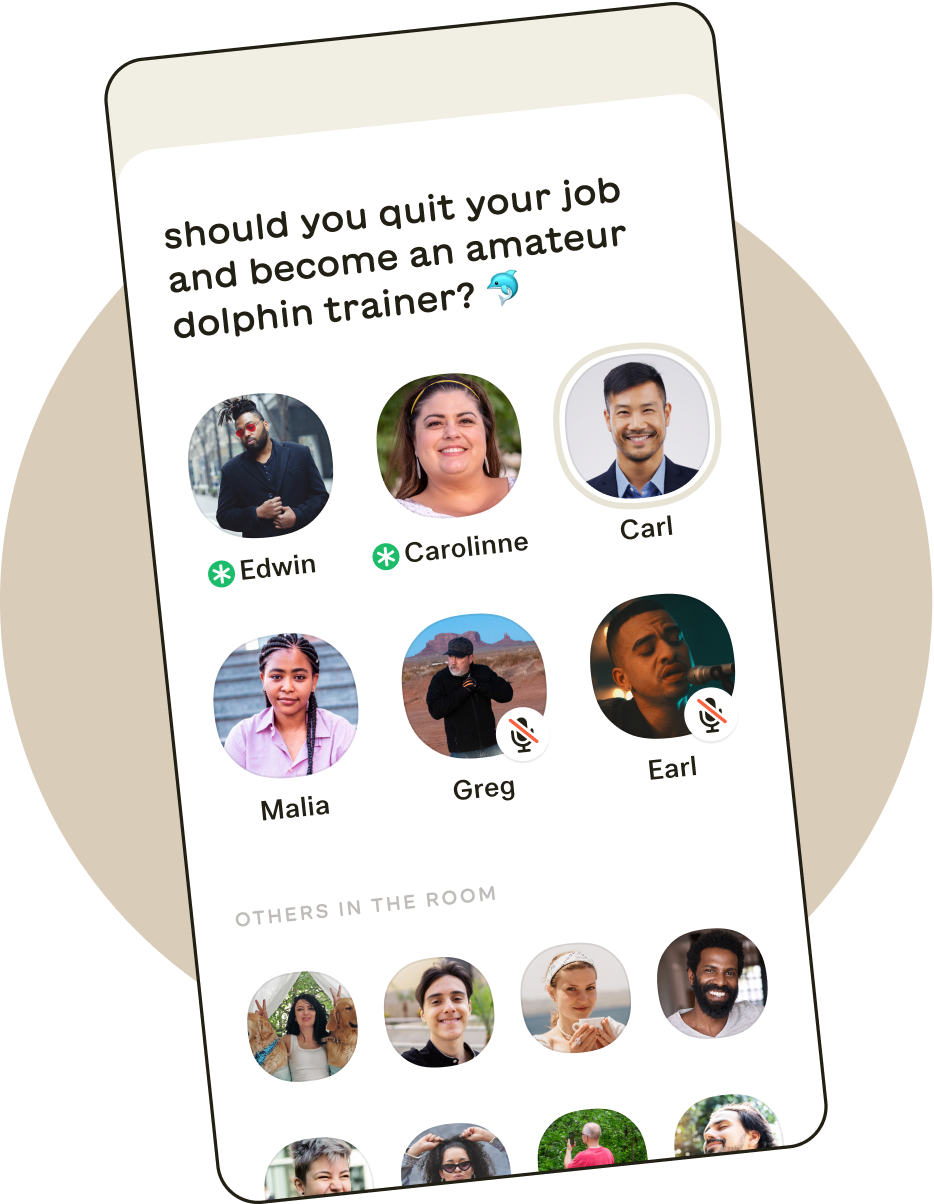 should you quit your job
and become an amateur
dolphin trainer? 🐬
Edwin
Carolinne
Carl
Malia
Greg
Earl
OTHERS IN THE ROOM